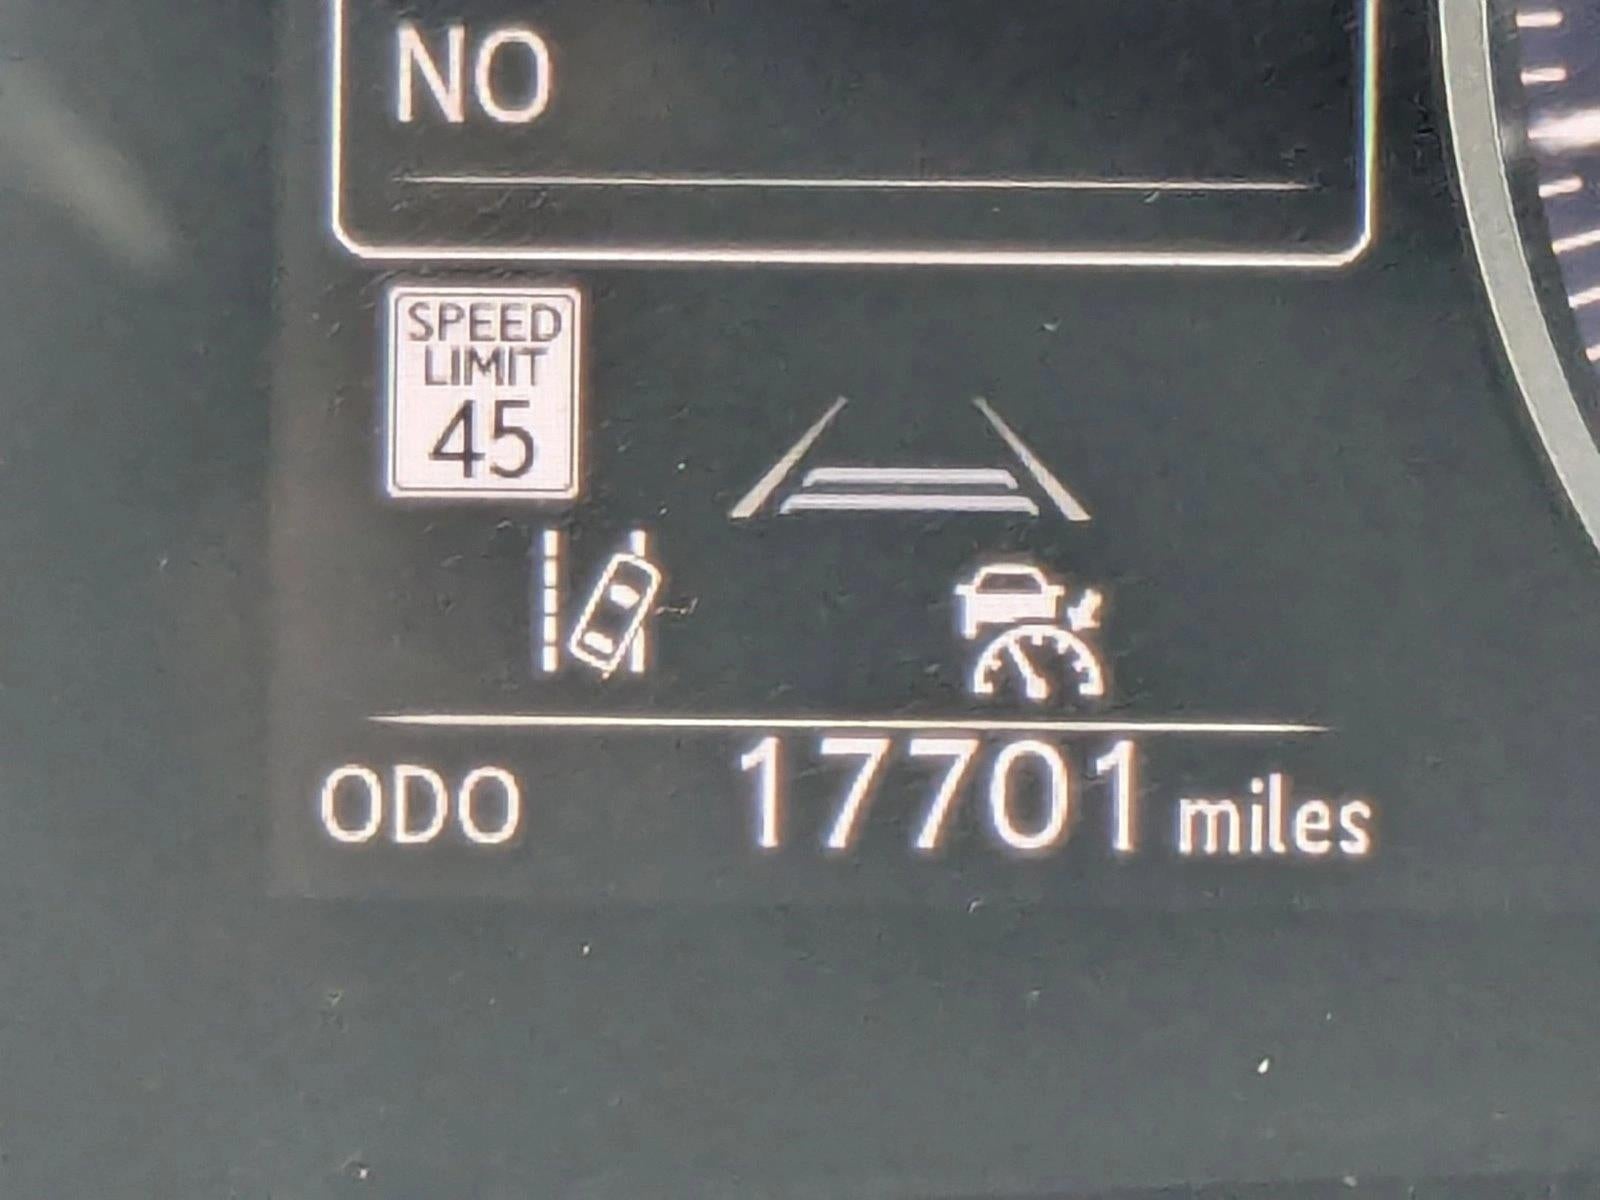 NO
SPEED
LIMIT
45
ODO 17701 miles